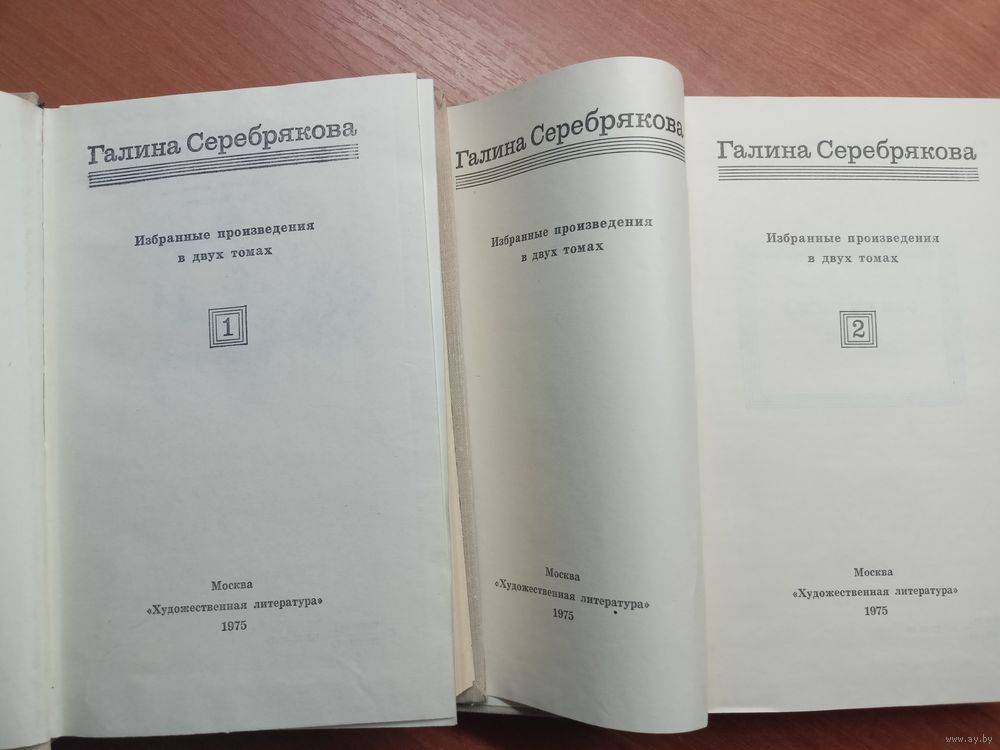 Галина Серебрякова
Избранные произведения
в двух томах
1
Москва
«Художественная литература»
1975
Галина Серебрякова
Избранные произведения
в двух томах
Москва
«Художественная литература»
1975
Галина Серебрякова
Избранные произведения
в двух томах
2
Москва
«Художественная литература»
1975
www.ay.by